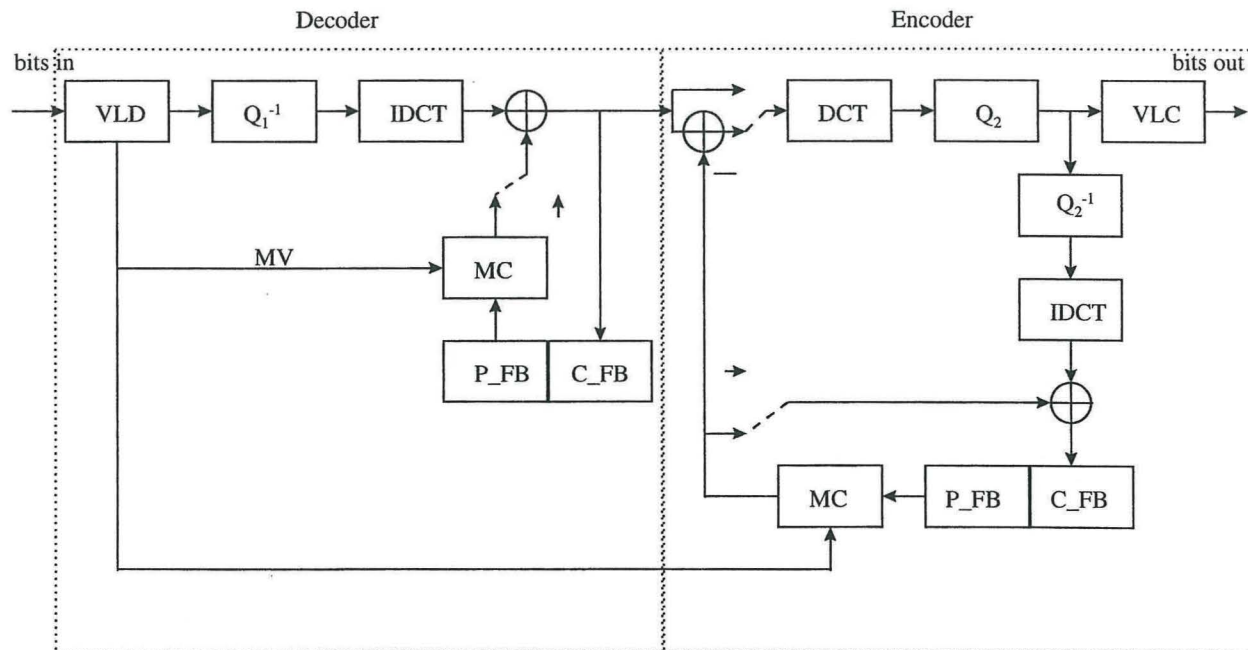 Decoder
Encoder
bits in
bits out
VLD
Q₁⁻¹
IDCT
DCT
Q₂
VLC
Q₂⁻¹
MV
MC
IDCT
P_FB
C_FB
MC
P_FB
C_FB